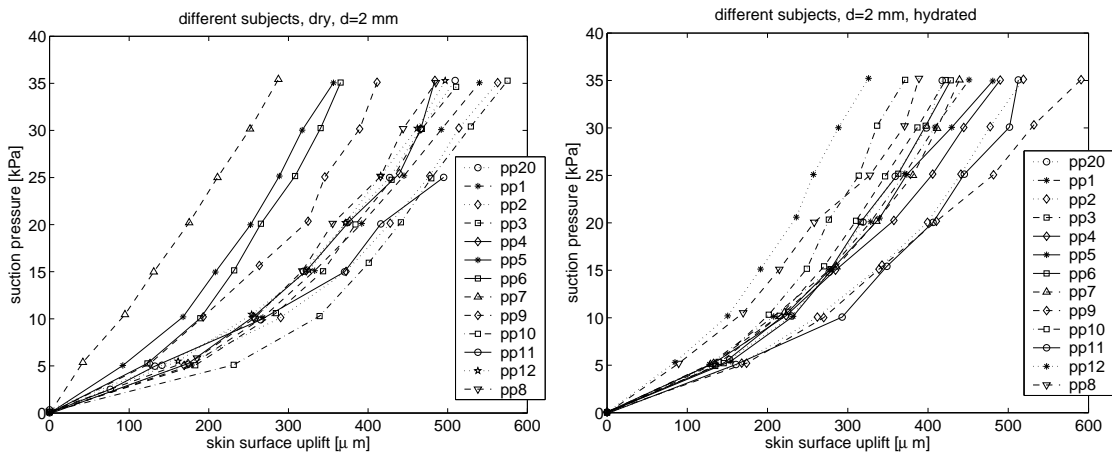 different subjects, dry, d=2 mm
40
35
30
25
20
15
10
5
0
suction pressure [kPa]
0 100 200 300 400 500 600
skin surface uplift [μ m]
pp20
pp1
pp2
pp3
pp4
pp5
pp6
pp7
pp9
pp10
pp11
pp12
pp8
different subjects, d=2 mm, hydrated
40
35
30
25
20
15
10
5
0
suction pressure [kPa]
0 100 200 300 400 500 600
skin surface uplift [μ m]
pp20
pp1
pp2
pp3
pp4
pp5
pp6
pp7
pp9
pp10
pp11
pp12
pp8